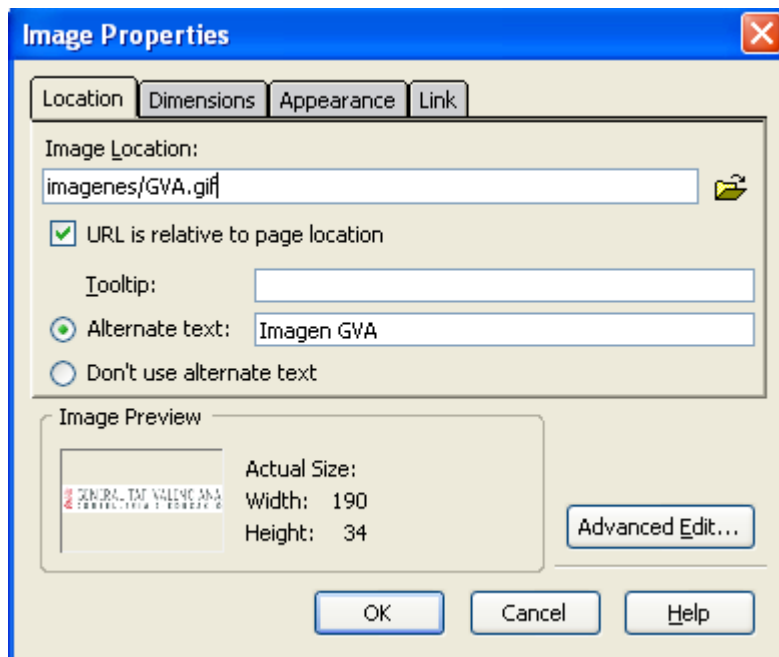 Image Properties
Location Dimensions Appearance Link
Image Location:
imagenes/GVA.gif
URL is relative to page location
Tooltip:
Alternate text: Imagen GVA
Don't use alternate text
Image Preview
GENERALITAT VALENCIANA
Actual Size:
Width: 190
Height: 34
Advanced Edit...
OK Cancel Help